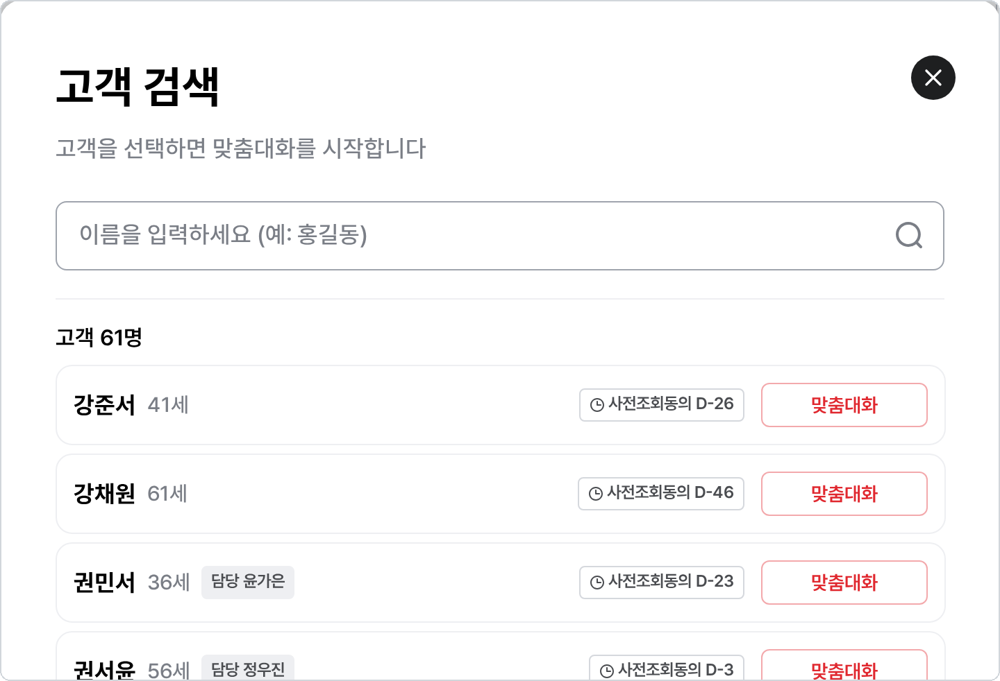 고객 검색
고객을 선택하면 맞춤대화를 시작합니다
이름을 입력하세요 (예: 홍길동)
고객 61명
강준서 41세 사전조회동의 D-26 맞춤대화
강채원 61세 사전조회동의 D-46 맞춤대화
권민서 36세 담당 윤가은 사전조회동의 D-23 맞춤대화
권서윤 56세 담당 정우진 사전조회동의 D-3 맞춤대화